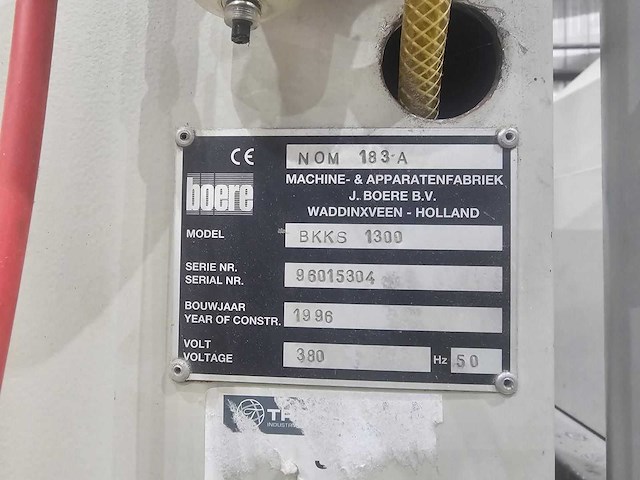 CE NOM 183 A
boere
MACHINE- & APPARATENFABRIEK
J. BOERE B.V.
WADDINXVEEN - HOLLAND
MODEL BKKS 1300
SERIE NR.
SERIAL NR. 96015304
BOUWJAAR
YEAR OF CONSTR. 1996
VOLT
VOLTAGE 380 Hz 50